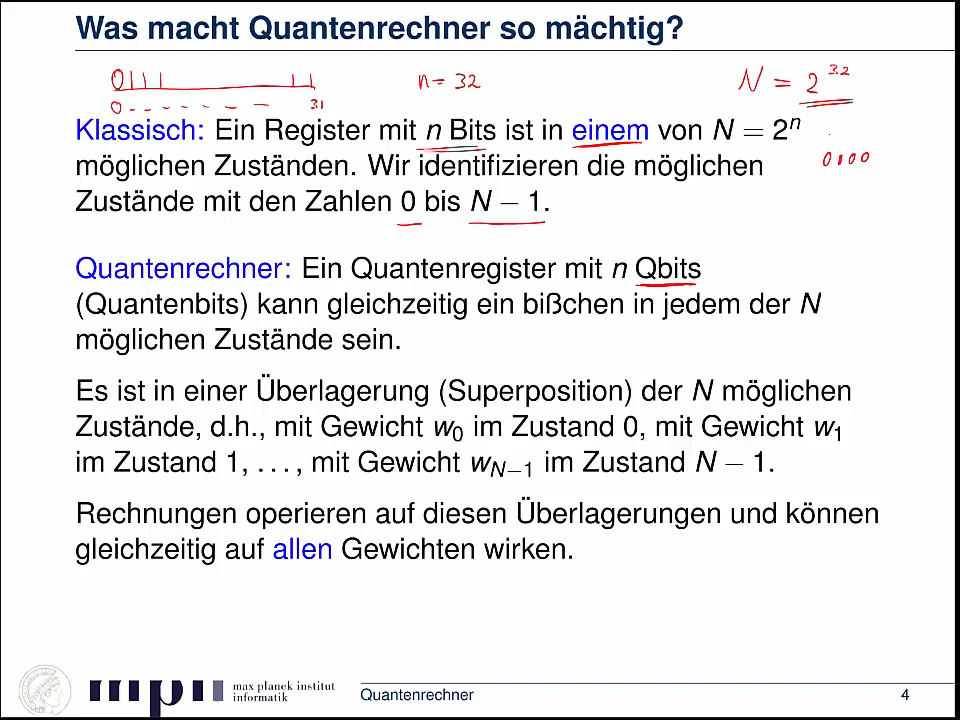 Was macht Quantenrechner so mächtig?
0111 11 n = 32 N = 2^32
0 31
Klassisch: Ein Register mit n Bits ist in einem von N = 2^n
möglichen Zuständen. Wir identifizieren die möglichen
0100
Zustände mit den Zahlen 0 bis N − 1.
Quantenrechner: Ein Quantenregister mit n Qbits
(Quantenbits) kann gleichzeitig ein bißchen in jedem der N
möglichen Zustände sein.
Es ist in einer Überlagerung (Superposition) der N möglichen
Zustände, d.h., mit Gewicht w₀ im Zustand 0, mit Gewicht w₁
im Zustand 1, . . . , mit Gewicht w_{N−1} im Zustand N − 1.
Rechnungen operieren auf diesen Überlagerungen und können
gleichzeitig auf allen Gewichten wirken.
max planck institut
informatik
Quantenrechner
4